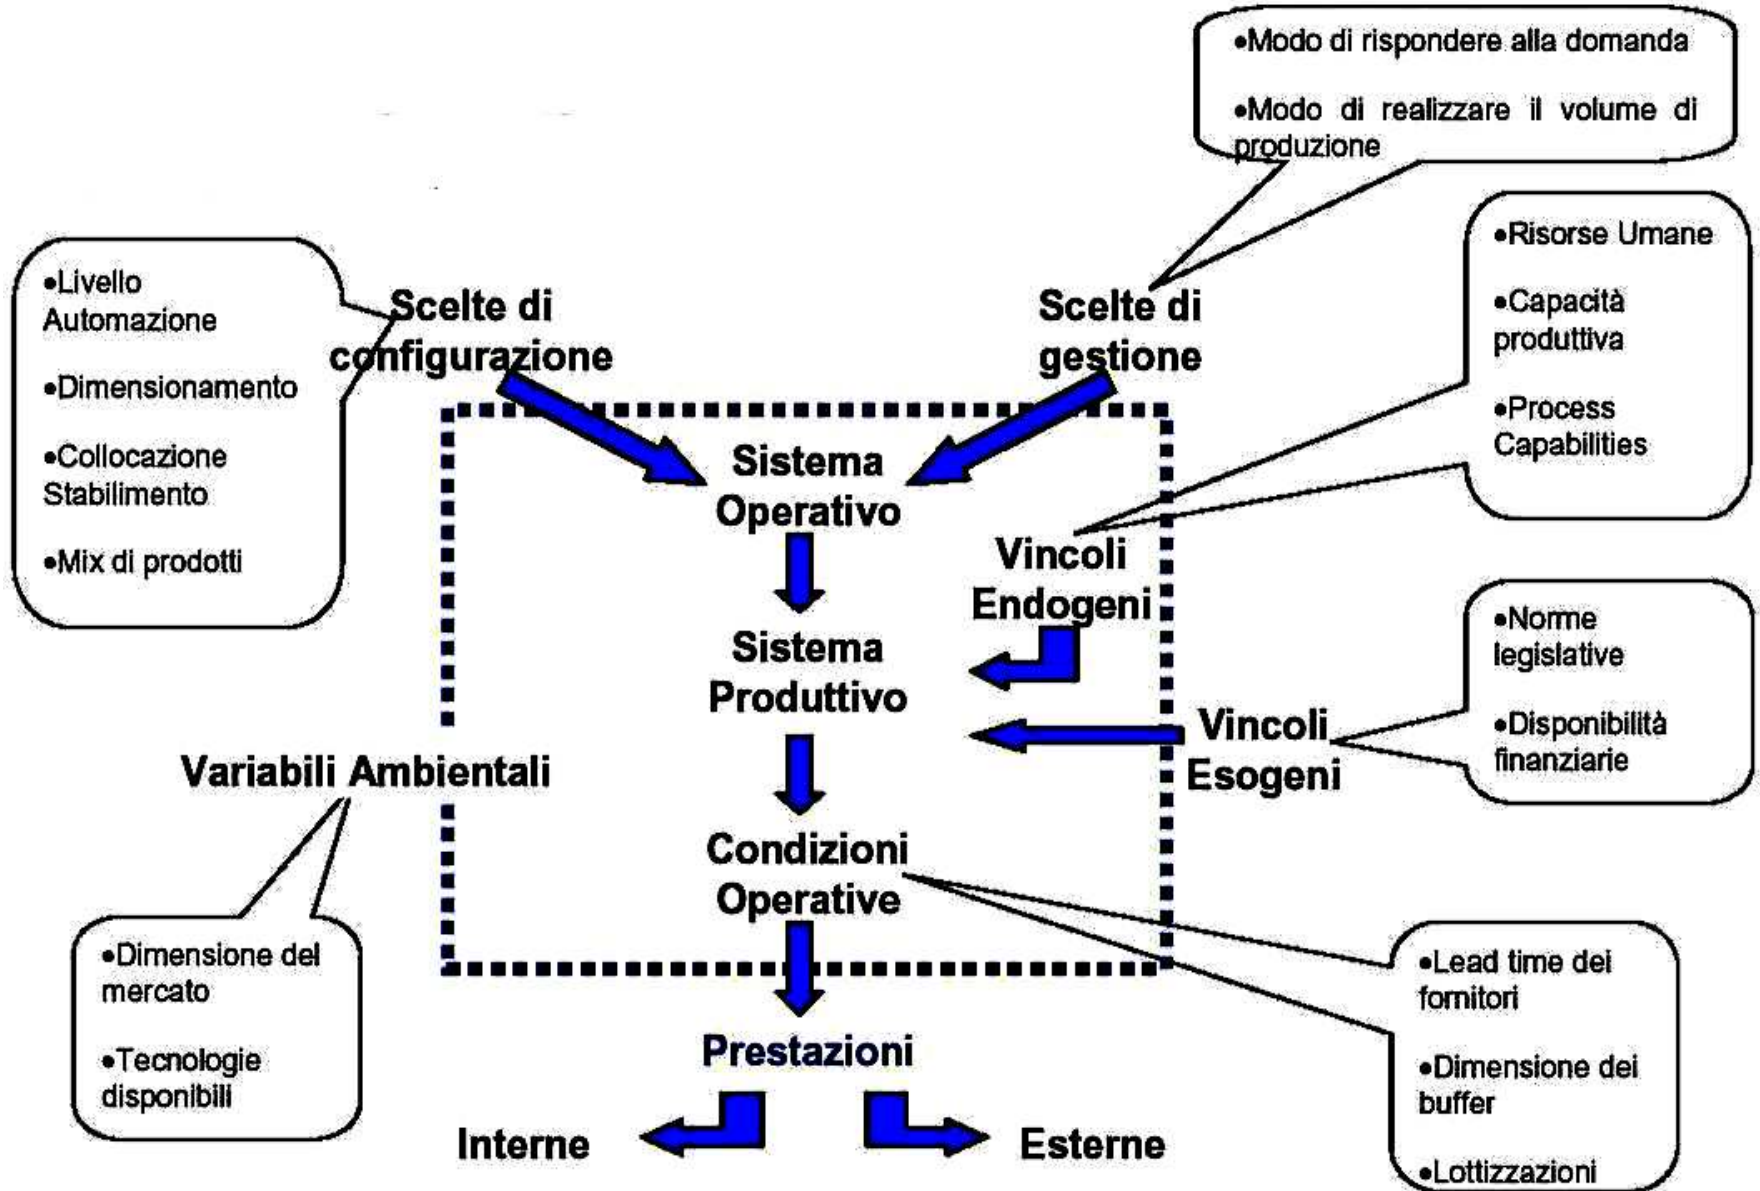 •Modo di rispondere alla domanda
•Modo di realizzare il volume di
produzione
•Risorse Umane
•Capacità
produttiva
•Process
Capabilities
•Livello
Automazione
•Dimensionamento
•Collocazione
Stabilimento
•Mix di prodotti
Scelte di
configurazione
Scelte di
gestione
Sistema
Operativo
Vincoli
Endogeni
Sistema
Produttivo
•Norme
legislative
•Disponibilità
finanziarie
Vincoli
Esogeni
Variabili Ambientali
Condizioni
Operative
•Dimensione del
mercato
•Tecnologie
disponibili
•Lead time dei
fornitori
•Dimensione dei
buffer
•Lottizzazioni
Prestazioni
Interne
Esterne